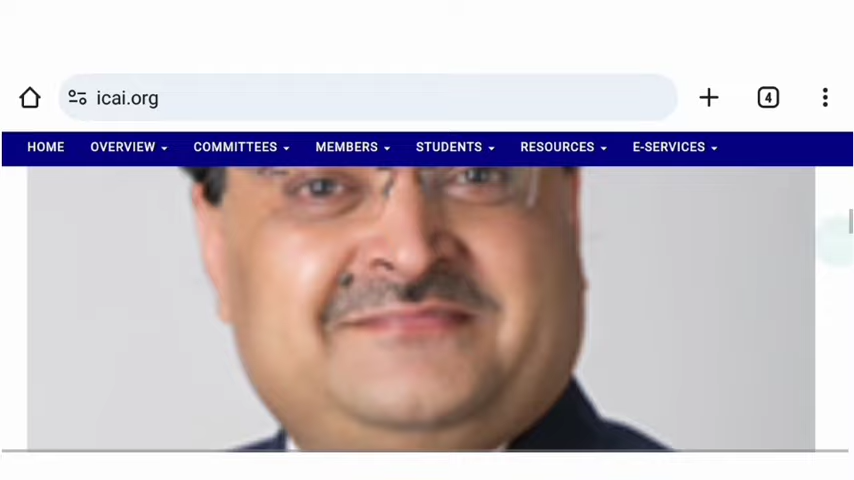 icai.org
4
HOME OVERVIEW COMMITTEES MEMBERS STUDENTS RESOURCES E-SERVICES